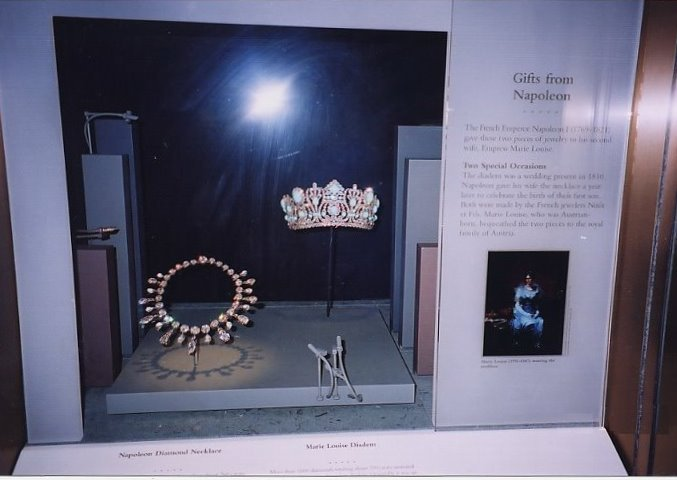 Gifts from
Napoleon
The French Emperor Napoleon I (1769-1821)
gave these two pieces of jewelry to his second
wife, Empress Marie Louise.
Two Special Occasions
The diadem was a wedding present in 1810.
Napoleon gave his wife the necklace a year
later to celebrate the birth of their first son.
Both were made by the French jewelers Nitot
et Fils. Marie Louise, who was Austrian-
born, bequeathed the two pieces to the royal
family of Austria.
Marie Louise wearing the
necklace
Napoleon Diamond Necklace
Marie Louise Diadem